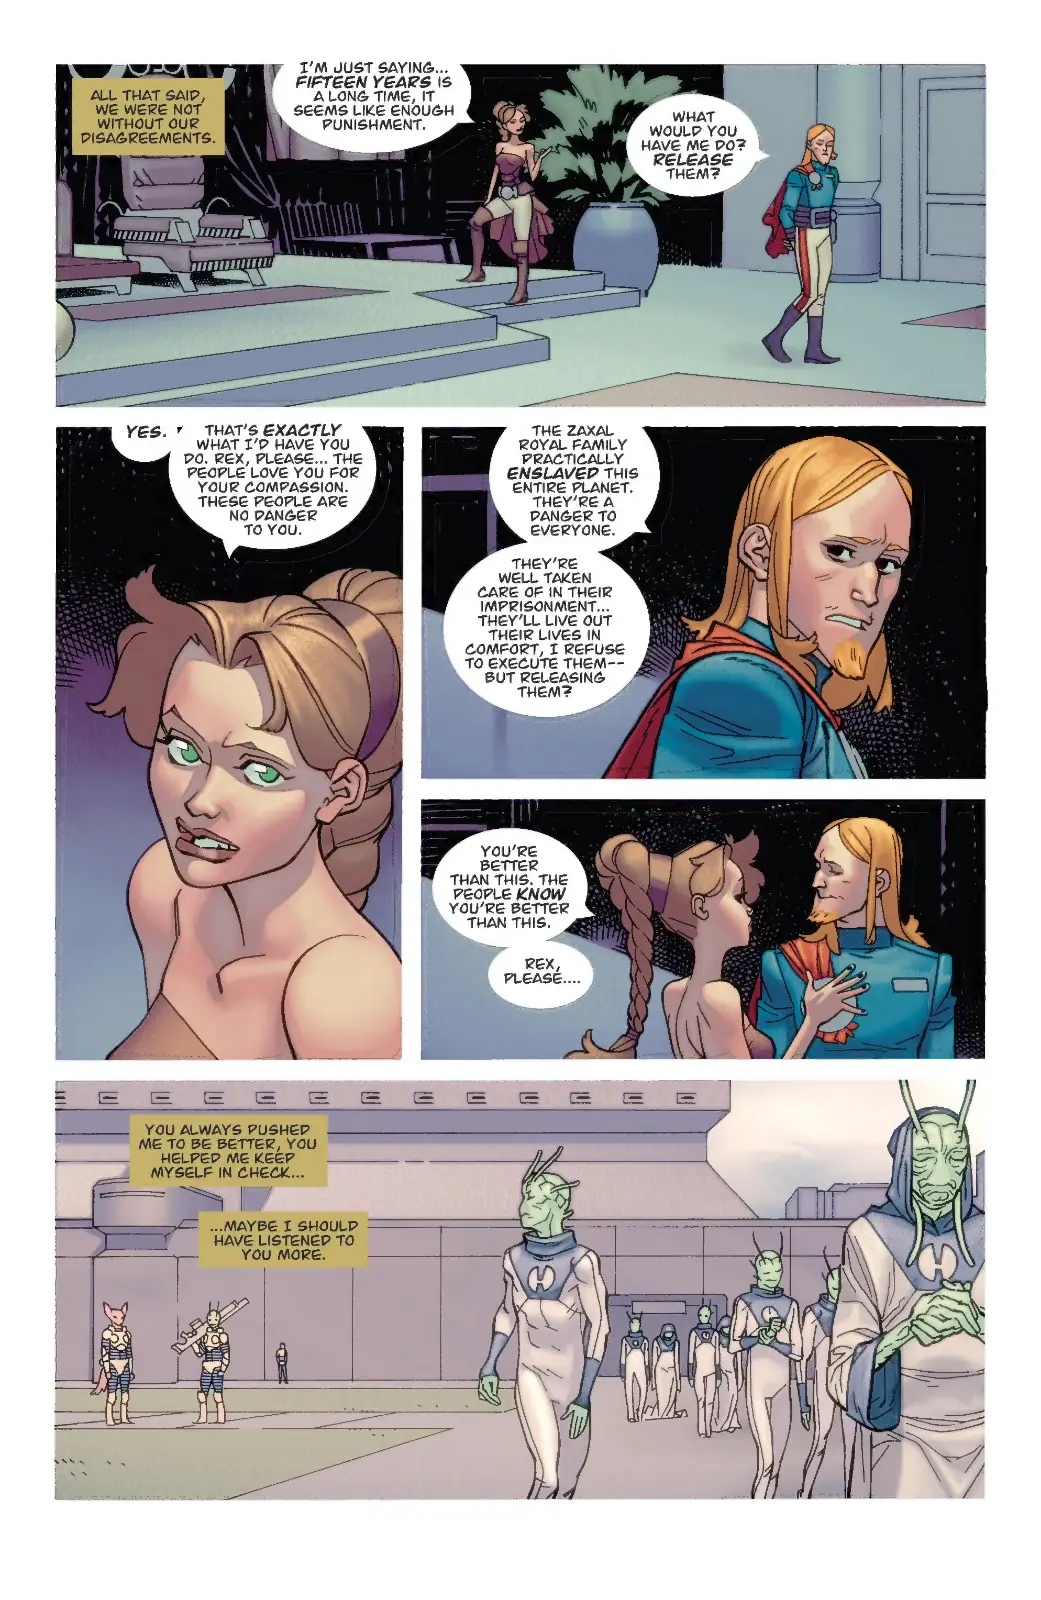 ALL THAT SAID,
WE WERE NOT
WITHOUT OUR
DISAGREEMENTS.
I'M JUST SAYING...
FIFTEEN YEARS IS
A LONG TIME, IT
SEEMS LIKE ENOUGH
PUNISHMENT.
WHAT
WOULD YOU
HAVE ME DO?
RELEASE
THEM?
YES.
THAT'S EXACTLY
WHAT I'D HAVE YOU
DO. REX, PLEASE... THE
PEOPLE LOVE YOU FOR
YOUR COMPASSION.
THESE PEOPLE ARE
NO DANGER
TO YOU.
THE ZAXAL
ROYAL FAMILY
PRACTICALLY
ENSLAVED THIS
ENTIRE PLANET.
THEY'RE A
DANGER TO
EVERYONE.
THEY'RE
WELL TAKEN
CARE OF IN THEIR
IMPRISONMENT...
THEY'LL LIVE OUT
THEIR LIVES IN
COMFORT, I REFUSE
TO EXECUTE THEM--
BUT RELEASING
THEM?
YOU'RE
BETTER
THAN THIS. THE
PEOPLE KNOW
YOU'RE BETTER
THAN THIS.
REX,
PLEASE....
YOU ALWAYS PUSHED
ME TO BE BETTER, YOU
HELPED ME KEEP
MYSELF IN CHECK...
...MAYBE I SHOULD
HAVE LISTENED TO
YOU MORE.